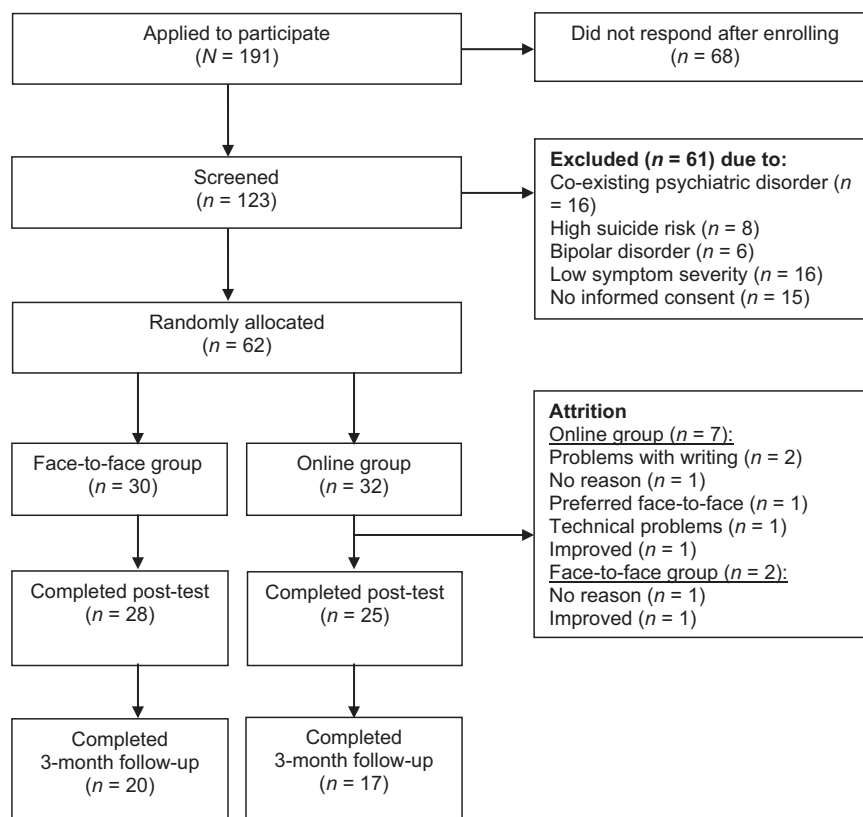 Applied to participate
(N = 191)
Did not respond after enrolling
(n = 68)
Screened
(n = 123)
Excluded (n = 61) due to:
Co-existing psychiatric disorder (n
= 16)
High suicide risk (n = 8)
Bipolar disorder (n = 6)
Low symptom severity (n = 16)
No informed consent (n = 15)
Randomly allocated
(n = 62)
Face-to-face group
(n = 30)
Online group
(n = 32)
Attrition
Online group (n = 7):
Problems with writing (n = 2)
No reason (n = 1)
Preferred face-to-face (n = 1)
Technical problems (n = 1)
Improved (n = 1)
Face-to-face group (n = 2):
No reason (n = 1)
Improved (n = 1)
Completed post-test
(n = 28)
Completed post-test
(n = 25)
Completed
3-month follow-up
(n = 20)
Completed
3-month follow-up
(n = 17)